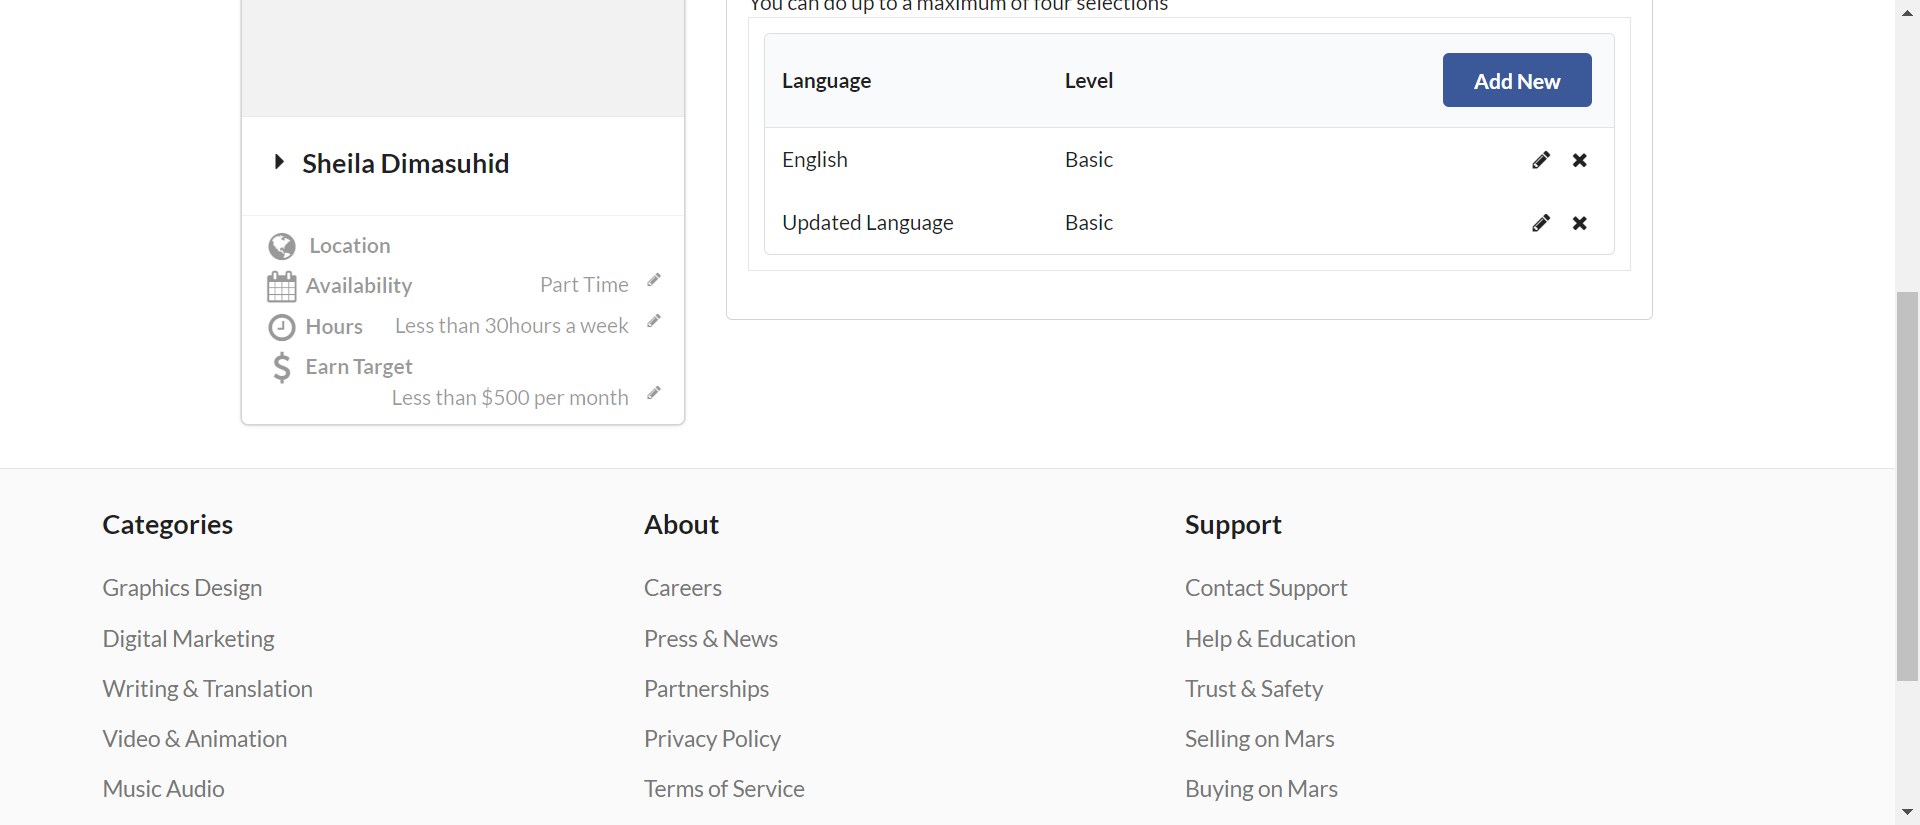 You can do up to a maximum of four selections
Language Level Add New
English Basic
Updated Language Basic
Sheila Dimasuhid
Location
Availability Part Time
Hours Less than 30hours a week
Earn Target
Less than $500 per month
Categories
Graphics Design
Digital Marketing
Writing & Translation
Video & Animation
Music Audio
About
Careers
Press & News
Partnerships
Privacy Policy
Terms of Service
Support
Contact Support
Help & Education
Trust & Safety
Selling on Mars
Buying on Mars